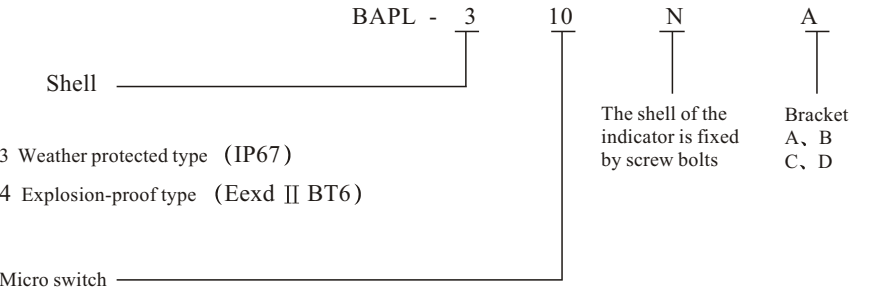 BAPL - 3 10 N A
Shell
The shell of the
indicator is fixed
by screw bolts
Bracket
A、B
C、D
3 Weather protected type （IP67）
4 Explosion-proof type （Eexd Ⅱ BT6）
Micro switch